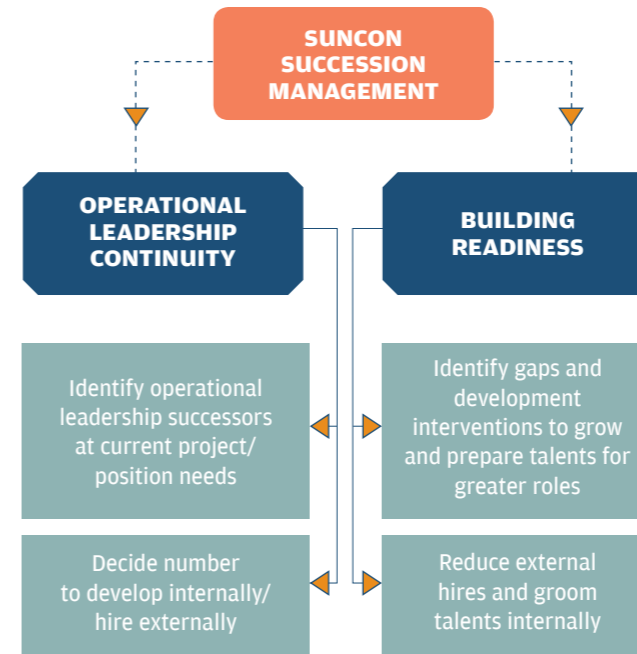 SUNCON
SUCCESSION
MANAGEMENT
OPERATIONAL
LEADERSHIP
CONTINUITY
BUILDING
READINESS
Identify operational
leadership successors
at current project/
position needs
Identify gaps and
development
interventions to grow
and prepare talents for
greater roles
Decide number
to develop internally/
hire externally
Reduce external
hires and groom
talents internally